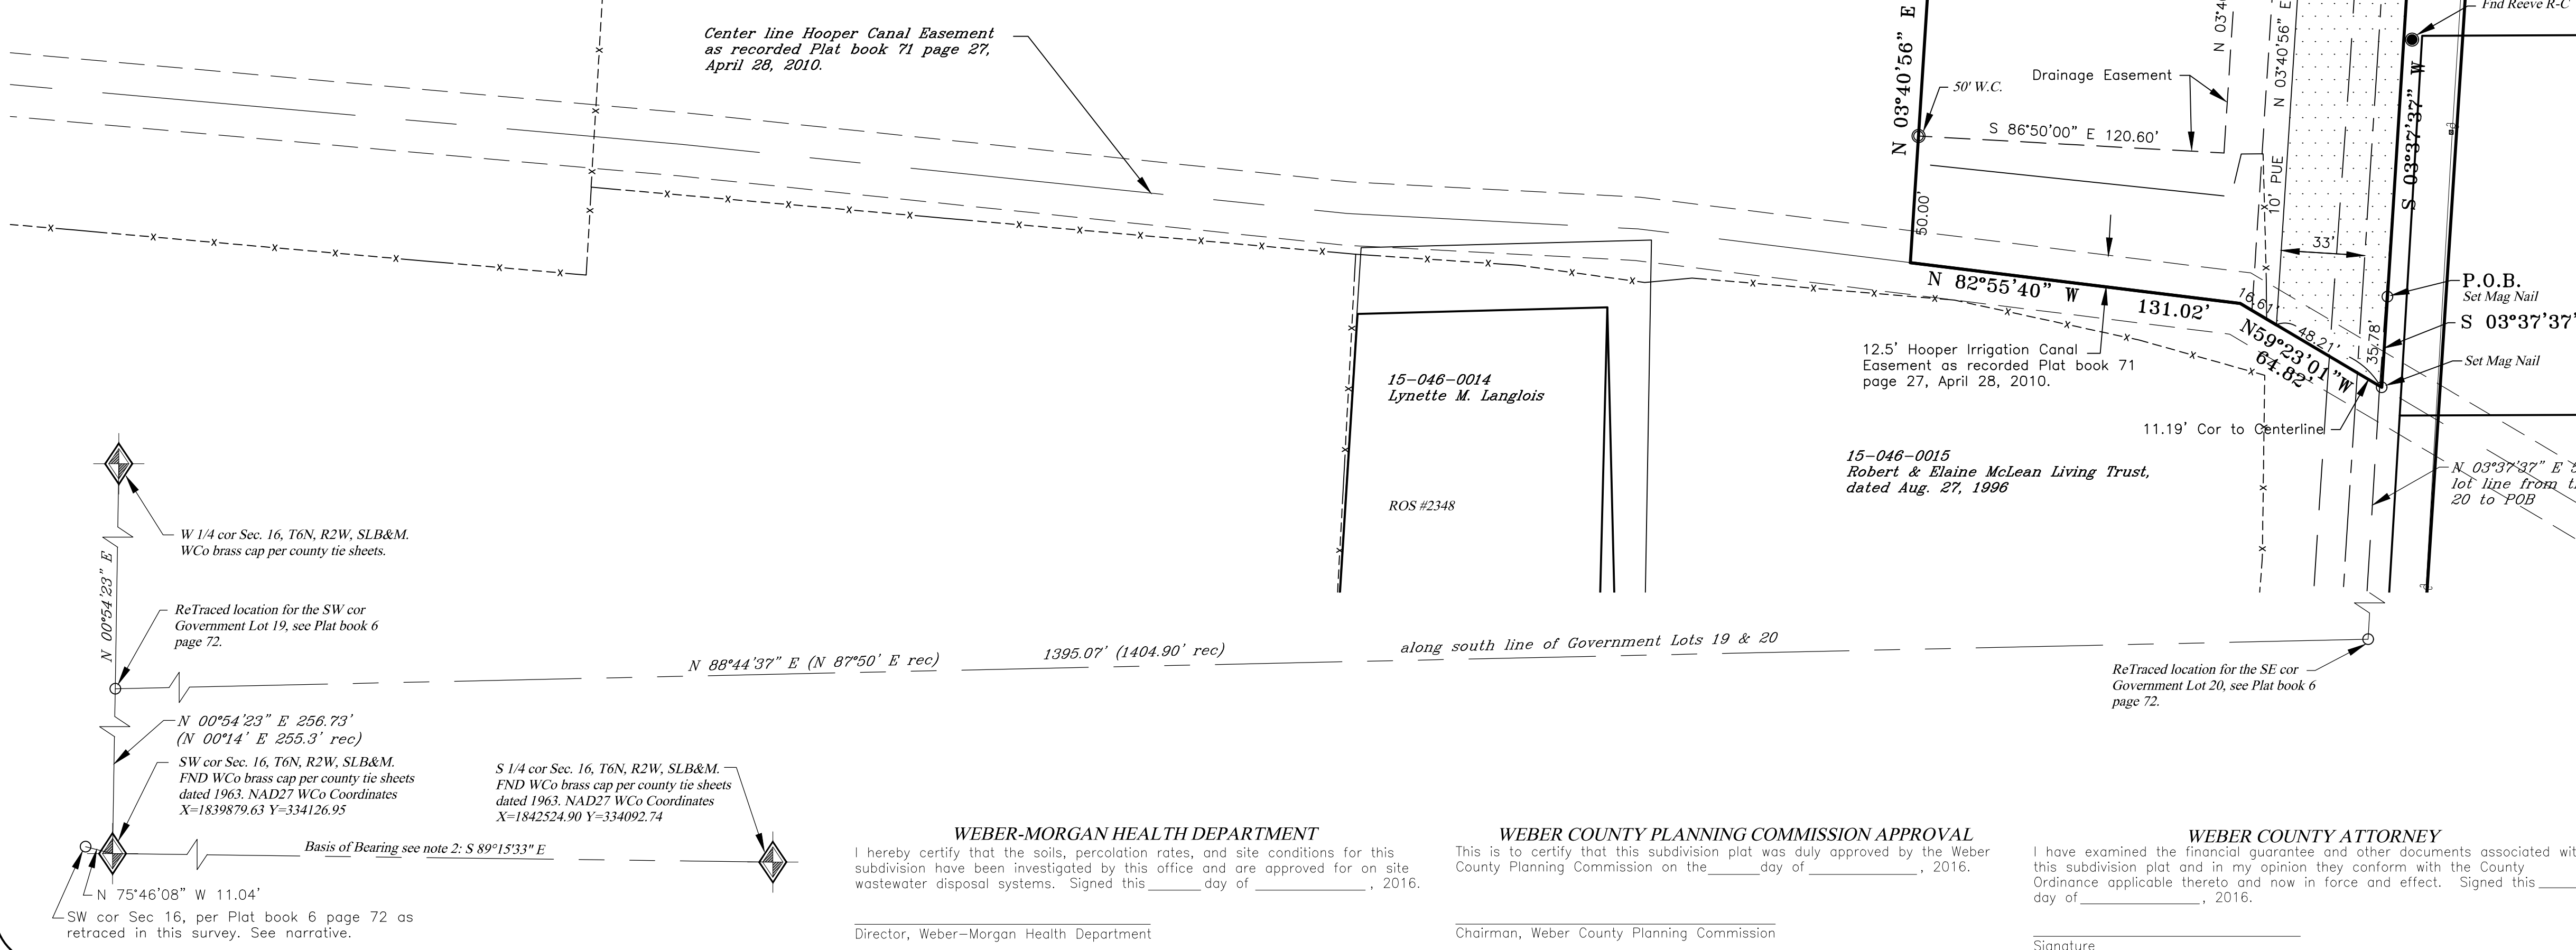 Center line Hooper Canal Easement
as recorded Plat book 71 page 27,
April 28, 2010.
N 03°40'56" E
50' W.C.
Drainage Easement
S 86°50'00" E 120.60'
50.00'
10' PUE
N 03°40'56" E
Fnd Reeve R-C
S 03°37'37" W
33'
P.O.B.
Set Mag Nail
S 03°37'37"
Set Mag Nail
N 82°55'40" W
131.02'
16.61'
48.21'
35.78'
N59°23'01"W
64.82'
12.5' Hooper Irrigation Canal
Easement as recorded Plat book 71
page 27, April 28, 2010.
11.19' Cor to Centerline
15-046-0014
Lynette M. Langlois
ROS #2348
15-046-0015
Robert & Elaine McLean Living Trust,
dated Aug. 27, 1996
N 03°37'37" E
lot line from
20 to POB
W 1/4 cor Sec. 16, T6N, R2W, SLB&M.
WCo brass cap per county tie sheets.
N 00°54'23" E
ReTraced location for the SW cor
Government Lot 19, see Plat book 6
page 72.
N 88°44'37" E (N 87°50' E rec)
1395.07' (1404.90' rec)
along south line of Government Lots 19 & 20
ReTraced location for the SE cor
Government Lot 20, see Plat book 6
page 72.
N 00°54'23" E 256.73'
(N 00°14' E 255.3' rec)
SW cor Sec. 16, T6N, R2W, SLB&M.
FND WCo brass cap per county tie sheets
dated 1963. NAD27 WCo Coordinates
X=1839879.63 Y=334126.95
S 1/4 cor Sec. 16, T6N, R2W, SLB&M.
FND WCo brass cap per county tie sheets
dated 1963. NAD27 WCo Coordinates
X=1842524.90 Y=334092.74
Basis of Bearing see note 2: S 89°15'33" E
N 75°46'08" W 11.04'
SW cor Sec 16, per Plat book 6 page 72 as
retraced in this survey. See narrative.
WEBER-MORGAN HEALTH DEPARTMENT
I hereby certify that the soils, percolation rates, and site conditions for this
subdivision have been investigated by this office and are approved for on site
wastewater disposal systems. Signed this ______ day of ____________, 2016.
Director, Weber-Morgan Health Department
WEBER COUNTY PLANNING COMMISSION APPROVAL
This is to certify that this subdivision plat was duly approved by the Weber
County Planning Commission on the ______ day of ____________, 2016.
Chairman, Weber County Planning Commission
WEBER COUNTY ATTORNEY
I have examined the financial guarantee and other documents associated
this subdivision plat and in my opinion they conform with the County
Ordinance applicable thereto and now in force and effect. Signed this ____
day of ____________, 2016.
Signature